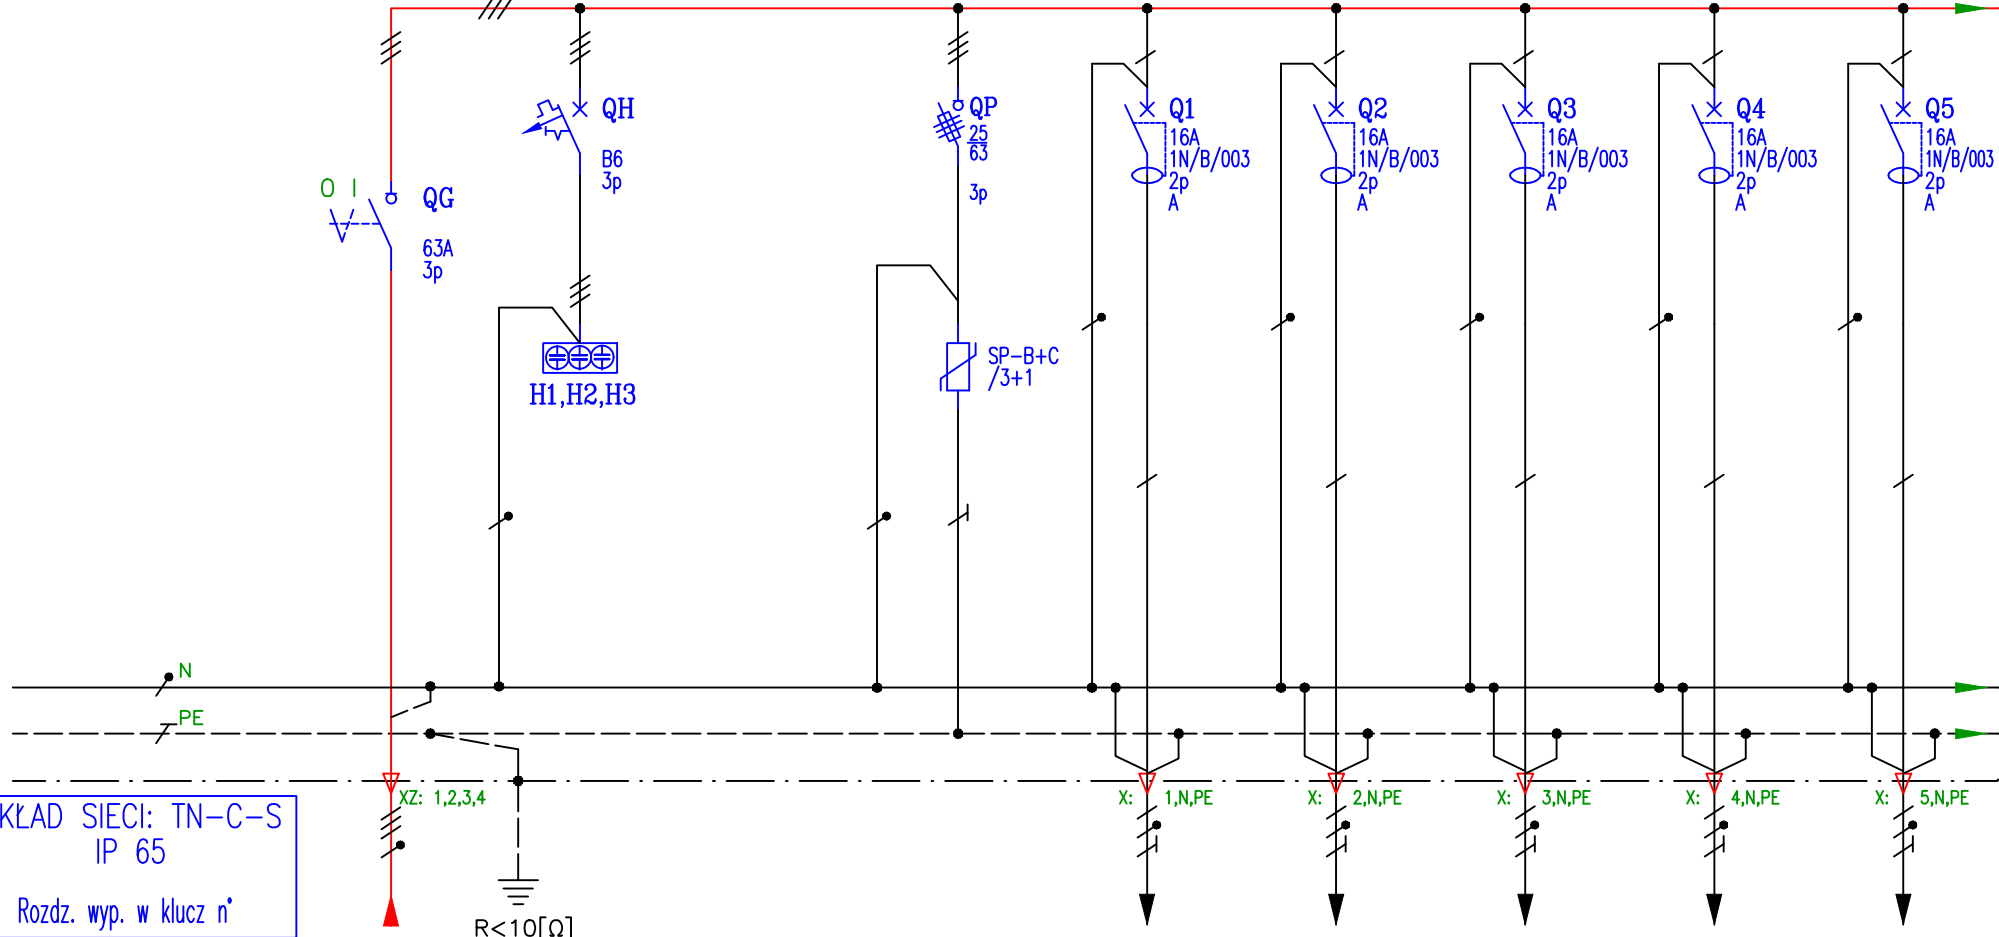 QH
B6
3p
O I
QG
63A
3p
H1,H2,H3
QP
25
63
3p
SP-B+C
/3+1
Q1
16A
1N/B/003
2p
A
Q2
16A
1N/B/003
2p
A
Q3
16A
1N/B/003
2p
A
Q4
16A
1N/B/003
2p
A
Q5
16A
1N/B/003
2p
A
N
PE
XZ: 1,2,3,4
X: 1,N,PE
X: 2,N,PE
X: 3,N,PE
X: 4,N,PE
X: 5,N,PE
KŁAD SIECI: TN-C-S
IP 65
Rozdz. wyp. w klucz n°
R<10[Ω]